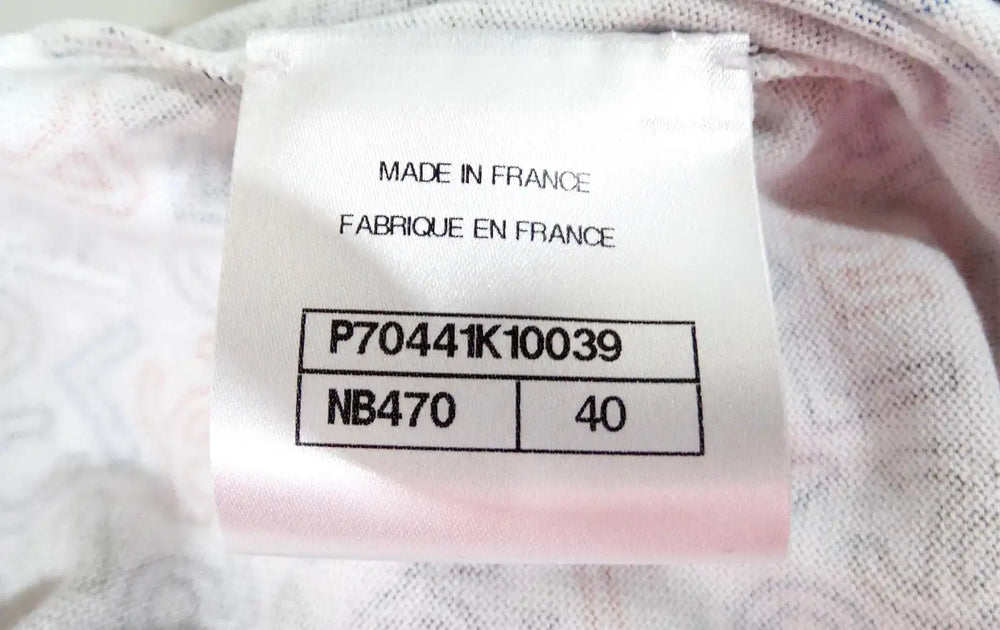 MADE IN FRANCE
FABRIQUE EN FRANCE
P70441K10039
NB470 40